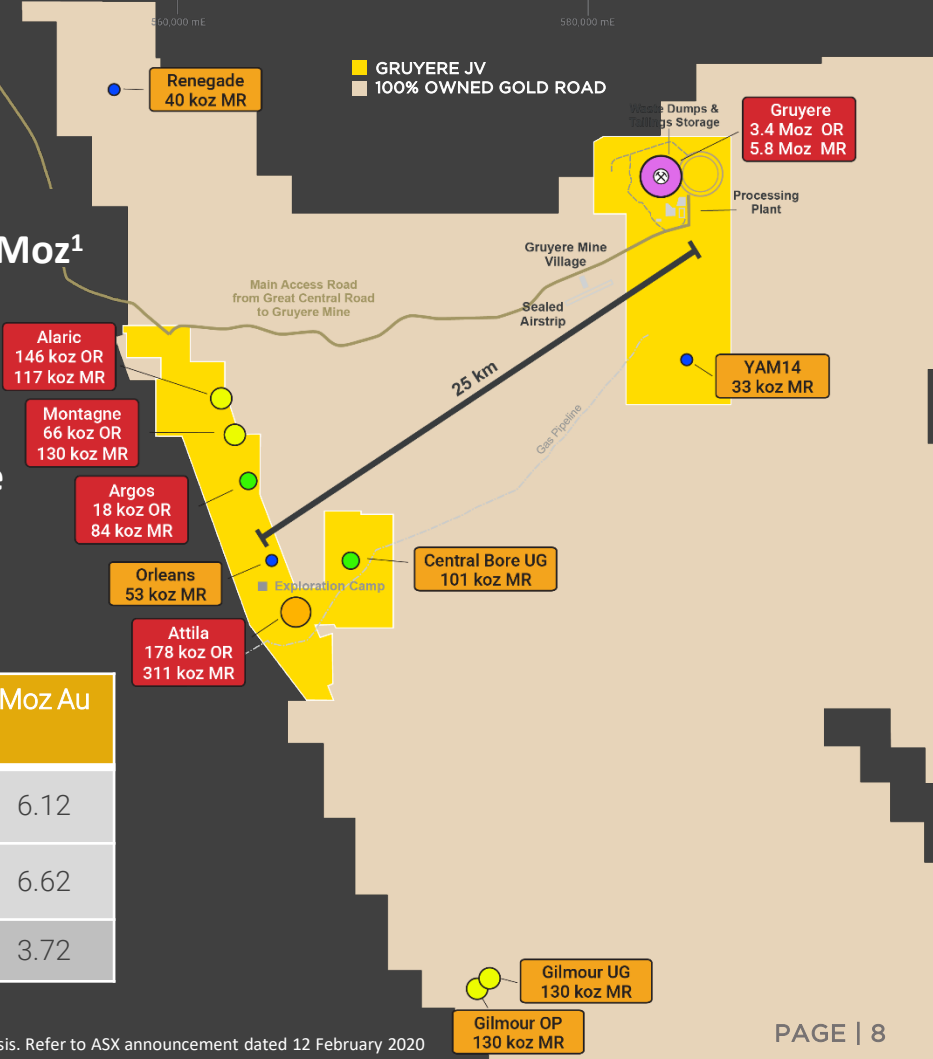 560,000 mE
580,000 mE
GRUYERE JV
100% OWNED GOLD ROAD
Renegade
40 koz MR
Waste Dumps &
Tailings Storage
Gruyere
3.4 Moz OR
5.8 Moz MR
Processing
Plant
Moz¹
Gruyere Mine
Village
Main Access Road
from Great Central Road
to Gruyere Mine
Sealed
Airstrip
Alaric
146 koz OR
117 koz MR
25 km
YAM14
33 koz MR
Montagne
66 koz OR
130 koz MR
Gas Pipeline
Argos
18 koz OR
84 koz MR
Central Bore UG
101 koz MR
Orleans
53 koz MR
Exploration Camp
Attila
178 koz OR
311 koz MR
Moz Au
6.12
6.62
3.72
Gilmour UG
130 koz MR
Gilmour OP
130 koz MR
sis. Refer to ASX announcement dated 12 February 2020
PAGE | 8